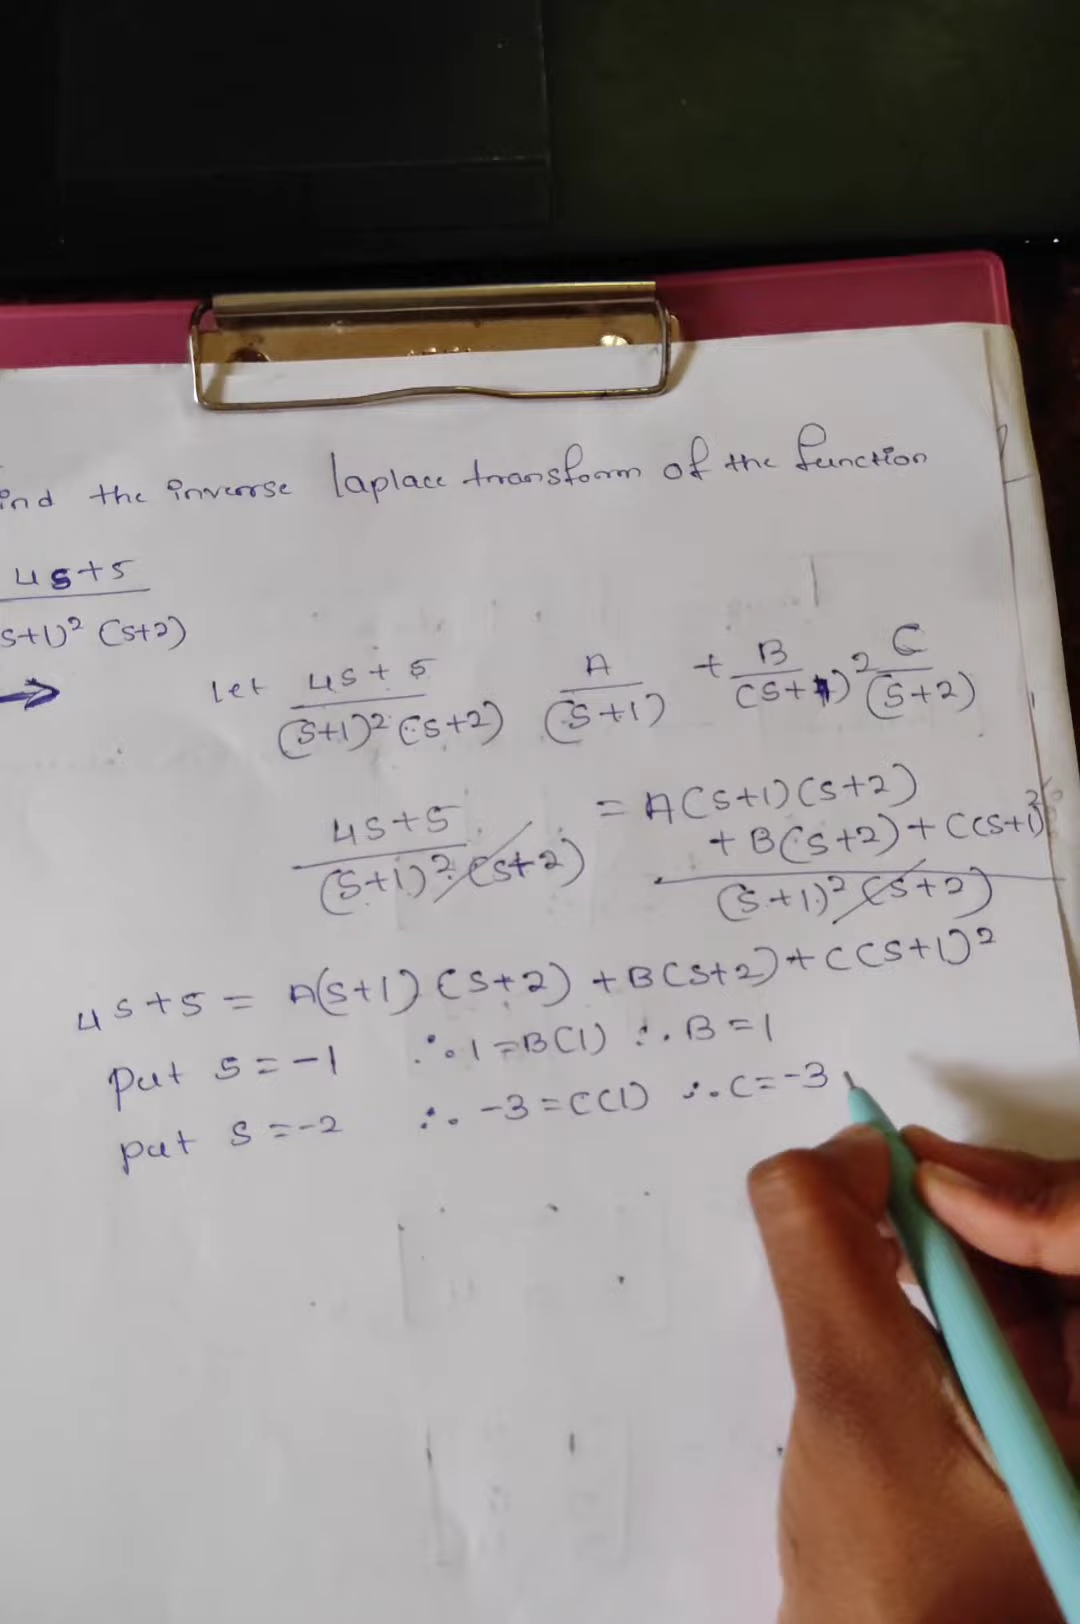 ind the inverse laplace transform of the function
4s+5
s+1)² (s+2)
→ let 4s+5 A + B C
(s+1)² (s+2) (s+1) (s+1)² (s+2)
4s+5 = A(s+1)(s+2)
+ B(s+2) + C(s+1)²
(s+1)² (s+2) (s+1)² (s+2)
4s+5 = A(s+1) (s+2) + B(s+2) + C(s+1)²
put s = -1 ∴ 1 = B(1) ∴ B = 1
put s = -2 ∴ -3 = C(1) ∴ C = -3